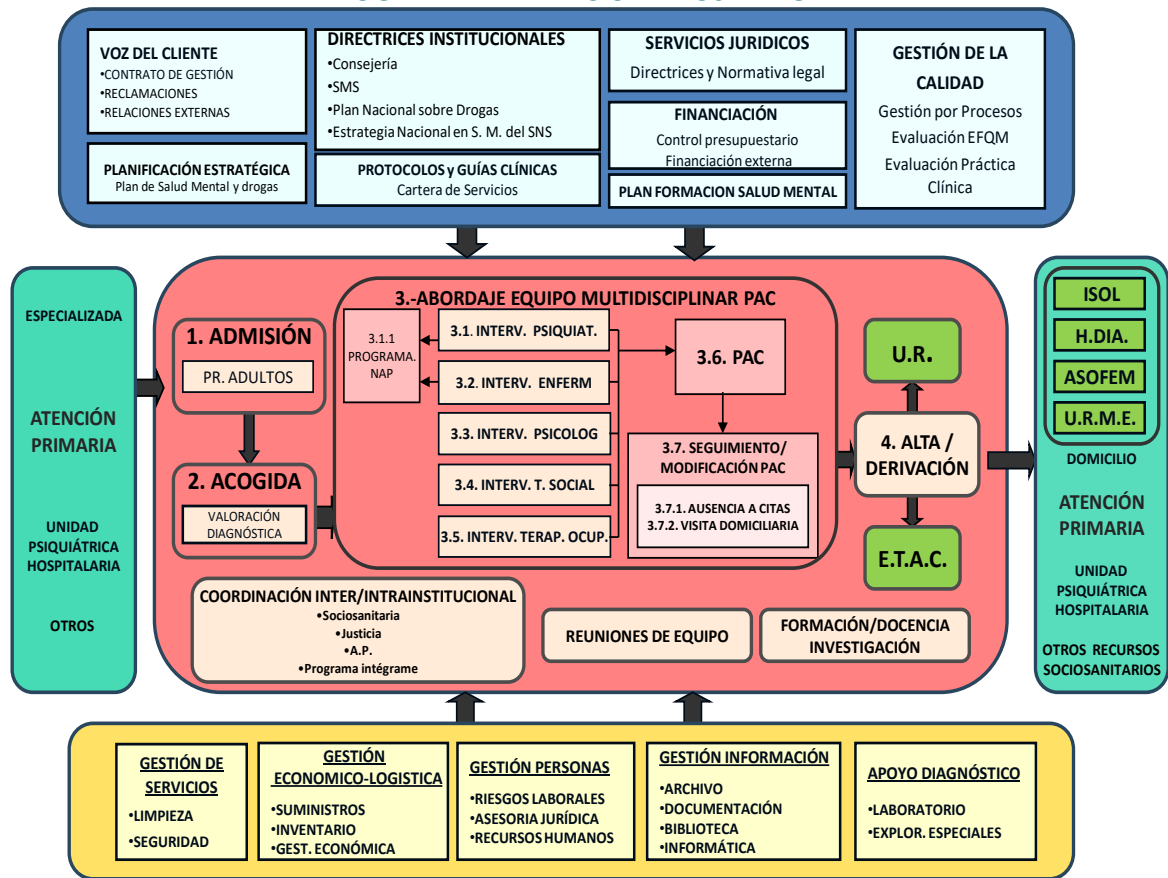 VOZ DEL CLIENTE
•CONTRATO DE GESTIÓN
•RECLAMACIONES
•RELACIONES EXTERNAS
PLANIFICACIÓN ESTRATÉGICA
Plan de Salud Mental y drogas
DIRECTRICES INSTITUCIONALES
•Consejería
•SMS
•Plan Nacional sobre Drogas
•Estrategia Nacional en S. M. del SNS
PROTOCOLOS y GUÍAS CLÍNICAS
Cartera de Servicios
SERVICIOS JURIDICOS
Directrices y Normativa legal
FINANCIACIÓN
Control presupuestario
Financiación externa
PLAN FORMACION SALUD MENTAL
GESTIÓN DE LA
CALIDAD
Gestión por Procesos
Evaluación EFQM
Evaluación Práctica
Clínica
ESPECIALIZADA
ATENCIÓN
PRIMARIA
UNIDAD
PSIQUIÁTRICA
HOSPITALARIA
OTROS
1. ADMISIÓN
PR. ADULTOS
2. ACOGIDA
VALORACIÓN
DIAGNÓSTICA
3.-ABORDAJE EQUIPO MULTIDISCIPLINAR PAC
3.1.1
PROGRAMA.
NAP
3.1. INTERV. PSIQUIAT.
3.2. INTERV. ENFERM
3.3. INTERV. PSICOLOG
3.4. INTERV. T. SOCIAL
3.5. INTERV. TERAP. OCUP.
3.6. PAC
3.7. SEGUIMIENTO/
MODIFICACIÓN PAC
3.7.1. AUSENCIA A CITAS
3.7.2. VISITA DOMICILIARIA
U.R.
4. ALTA /
DERIVACIÓN
E.T.A.C.
COORDINACIÓN INTER/INTRAINSTITUCIONAL
•Sociosanitaria
•Justicia
•A.P.
•Programa intégrame
REUNIONES DE EQUIPO
FORMACIÓN/DOCENCIA
INVESTIGACIÓN
ISOL
H.DIA.
ASOFEM
U.R.M.E.
DOMICILIO
ATENCIÓN
PRIMARIA
UNIDAD
PSIQUIÁTRICA
HOSPITALARIA
OTROS RECURSOS
SOCIOSANITARIOS
GESTIÓN DE
SERVICIOS
•LIMPIEZA
•SEGURIDAD
GESTIÓN
ECONOMICO-LOGISTICA
•SUMINISTROS
•INVENTARIO
•GEST. ECONÓMICA
GESTIÓN PERSONAS
•RIESGOS LABORALES
•ASESORIA JURÍDICA
•RECURSOS HUMANOS
GESTIÓN INFORMACIÓN
•ARCHIVO
•DOCUMENTACIÓN
•BIBLIOTECA
•INFORMÁTICA
APOYO DIAGNÓSTICO
•LABORATORIO
•EXPLOR. ESPECIALES